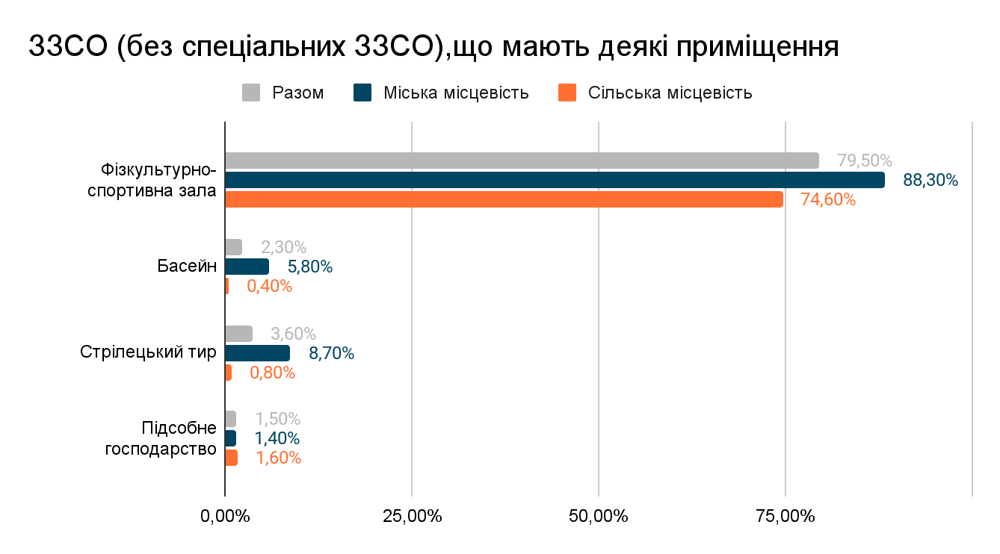 ЗЗСО (без спеціальних ЗЗСО),що мають деякі приміщення
Разом
Міська місцевість
Сільська місцевість
Фізкультурно-
спортивна зала
79,50%
88,30%
74,60%
Басейн
2,30%
5,80%
0,40%
Стрілецький тир
3,60%
8,70%
0,80%
Підсобне
господарство
1,50%
1,40%
1,60%
0,00%
25,00%
50,00%
75,00%